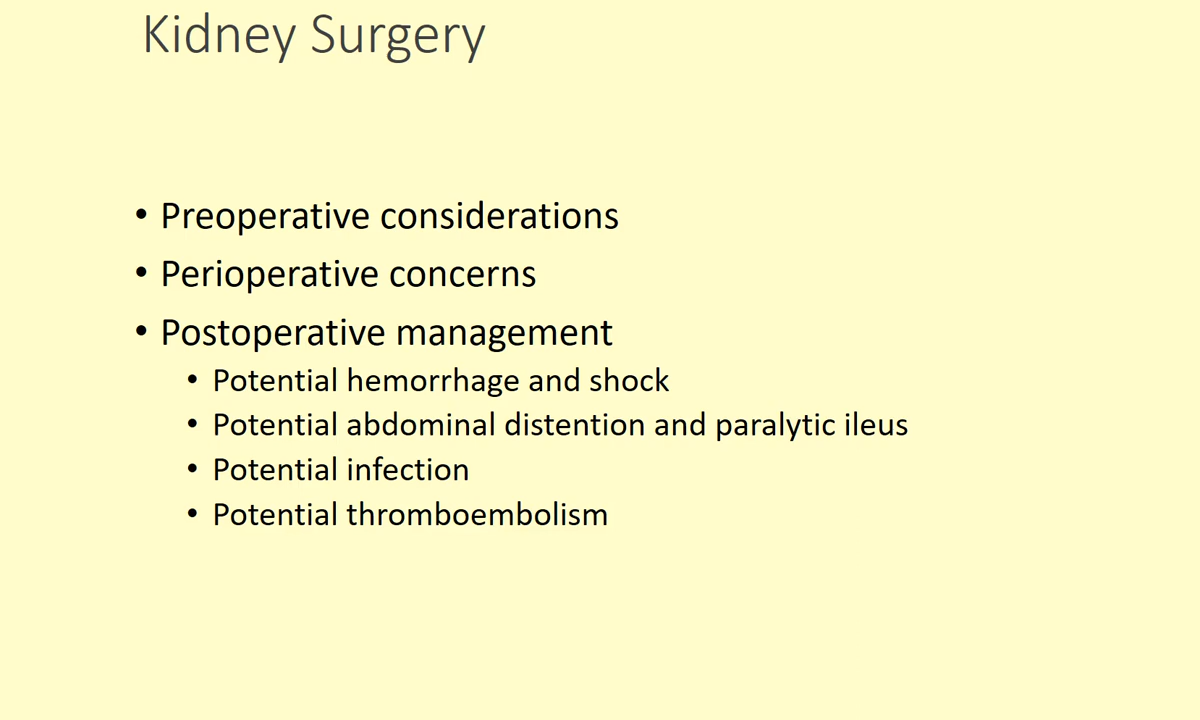 Kidney Surgery
• Preoperative considerations
• Perioperative concerns
• Postoperative management
• Potential hemorrhage and shock
• Potential abdominal distention and paralytic ileus
• Potential infection
• Potential thromboembolism